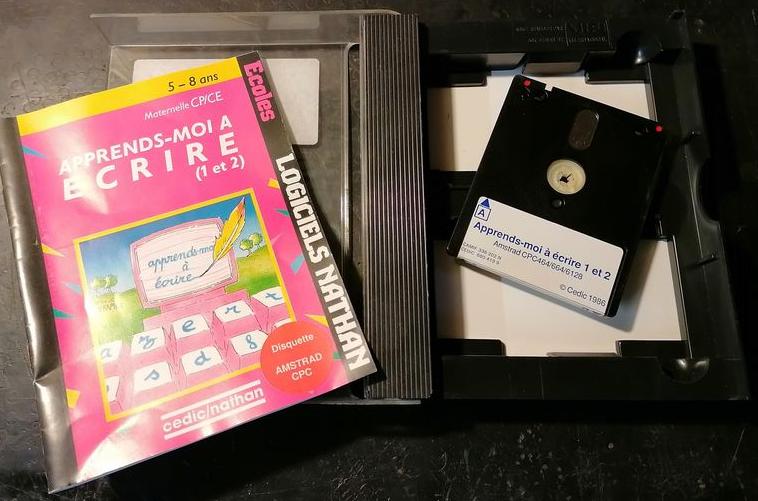 5 - 8 ans
Maternelle CP/CE
APPRENDS-MOI A
ECRIRE
(1 et 2)
Ecoles
LOGICIELS NATHAN
apprends-moi
à
écrire
a z e r t
s d
Disquette
AMSTRAD
CPC
cedic/nathan
A
Apprends-moi à écrire 1 et 2
Amstrad CPC464/664/6128
© Cedic 1986